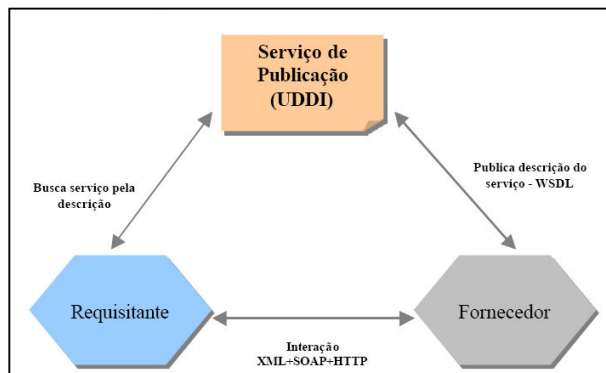 Serviço de
Publicação
(UDDI)
Busca serviço pela
descrição
Publica descrição do
serviço - WSDL
Requisitante
Fornecedor
Interação
XML+SOAP+HTTP